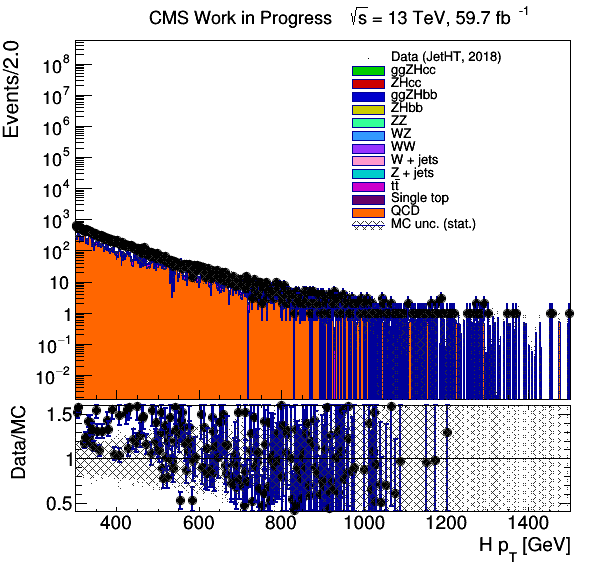 CMS Work in Progress √s = 13 TeV, 59.7 fb⁻¹
Events/2.0
10⁸
10⁷
10⁶
10⁵
10⁴
10³
10²
10
1
10⁻¹
10⁻²
Data (JetHT, 2018)
ggZHcc
ZHcc
ggZHbb
ZHbb
ZZ
WZ
WW
W + jets
Z + jets
tt̄
Single top
QCD
MC unc. (stat.)
Data/MC
1.5
1
0.5
400 600 800 1000 1200 1400
H p_T [GeV]